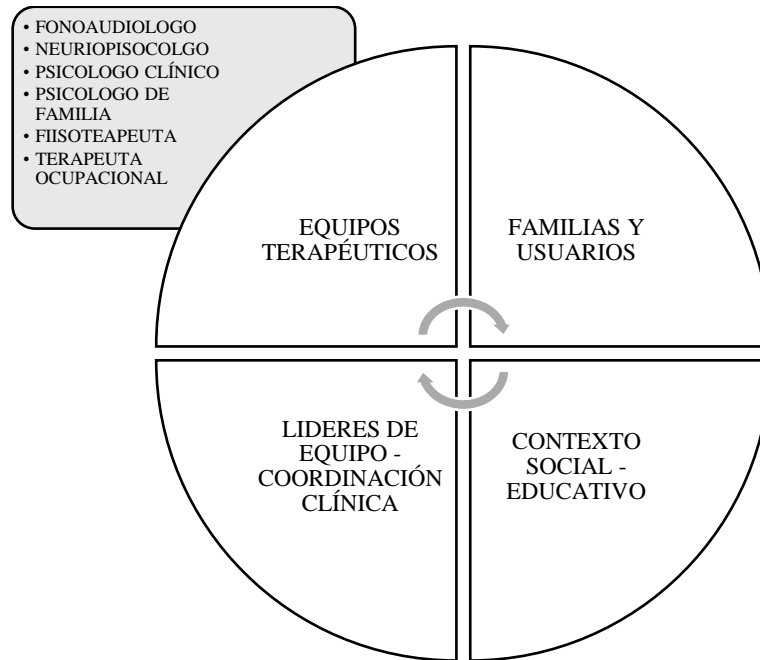 • FONOAUDIOLOGO
• NEURIOPISOCOLGO
• PSICOLOGO CLÍNICO
• PSICOLOGO DE
FAMILIA
• FIISOTEAPEUTA
• TERAPEUTA
OCUPACIONAL
EQUIPOS
TERAPÉUTICOS
FAMILIAS Y
USUARIOS
LIDERES DE
EQUIPO -
COORDINACIÓN
CLÍNICA
CONTEXTO
SOCIAL -
EDUCATIVO